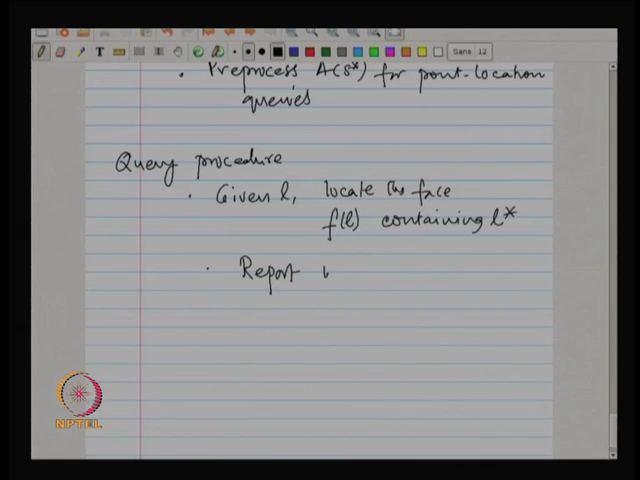 Sans 12
• Preprocess A(S*) for point-location
queries
Query procedure
• Given l, locate the face
f(l) containing l*
• Report
NPTEL